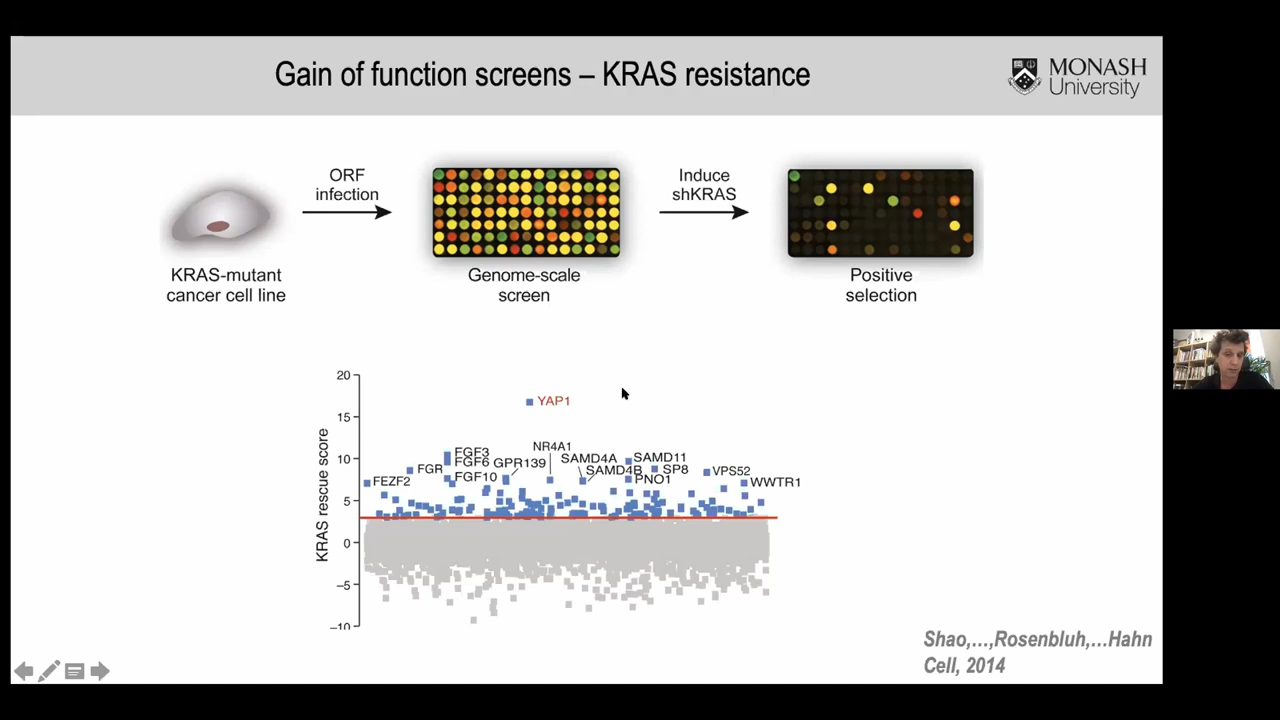 Gain of function screens – KRAS resistance
MONASH
University
ORF
infection
Induce
shKRAS
KRAS-mutant
cancer cell line
Genome-scale
screen
Positive
selection
KRAS rescue score
20
15
10
5
0
−5
−10
YAP1
FGF3
FGF6
FGF10
FGR
FEZF2
GPR139
NR4A1
SAMD4A
SAMD4B
SAMD11
SP8
PNO1
VPS52
WWTR1
Shao,…,Rosenbluh,…Hahn
Cell, 2014